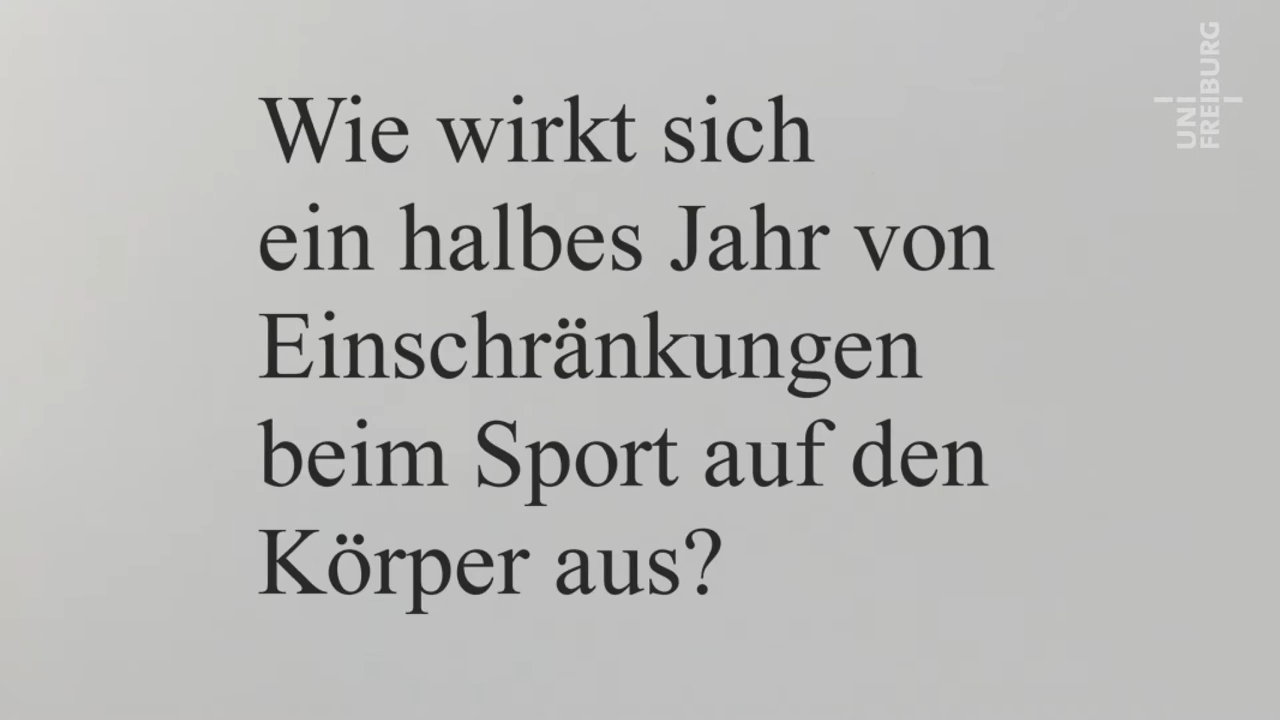 Wie wirkt sich
ein halbes Jahr von
Einschränkungen
beim Sport auf den
Körper aus?
UNI
FREIBURG